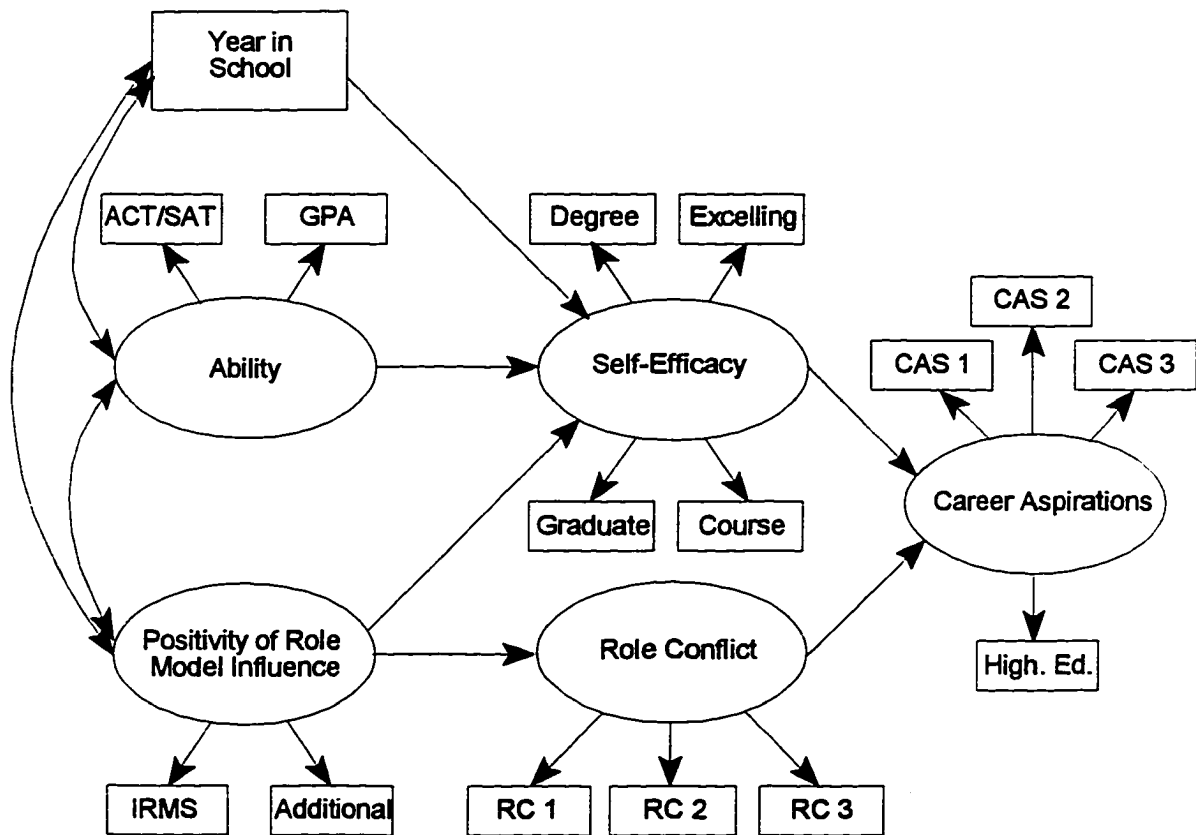 Year in
School
ACT/SAT
GPA
Degree
Excelling
CAS 2
CAS 1
CAS 3
Ability
Self-Efficacy
Career Aspirations
Graduate
Course
Positivity of Role
Model Influence
Role Conflict
High. Ed.
IRMS
Additional
RC 1
RC 2
RC 3